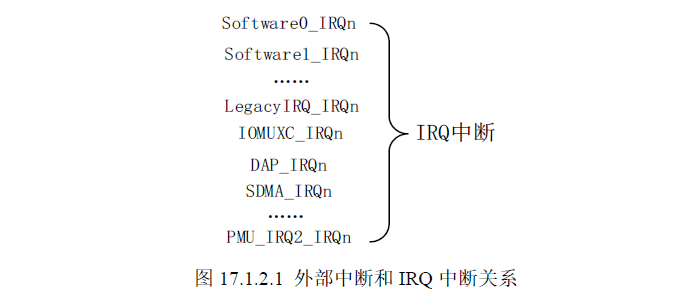 Software0_IRQn
Software1_IRQn
……
LegacyIRQ_IRQn
IOMUXC_IRQn
DAP_IRQn
SDMA_IRQn
……
PMU_IRQ2_IRQn
IRQ中断
图 17.1.2.1 外部中断和 IRQ 中断关系